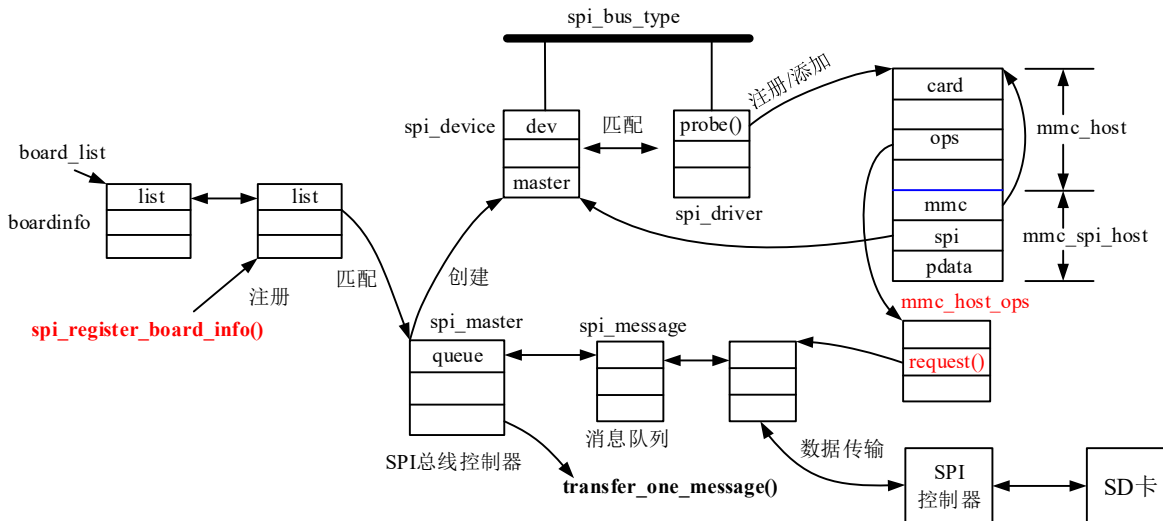 spi_bus_type
注册/添加
card
spi_device
dev
匹配
probe()
ops
mmc_host
board_list
master
list
list
spi_driver
mmc
boardinfo
spi
mmc_spi_host
pdata
匹配
创建
注册
spi_register_board_info()
mmc_host_ops
spi_master
spi_message
queue
request()
消息队列
数据传输
SPI总线控制器
transfer_one_message()
SPI
控制器
SD卡